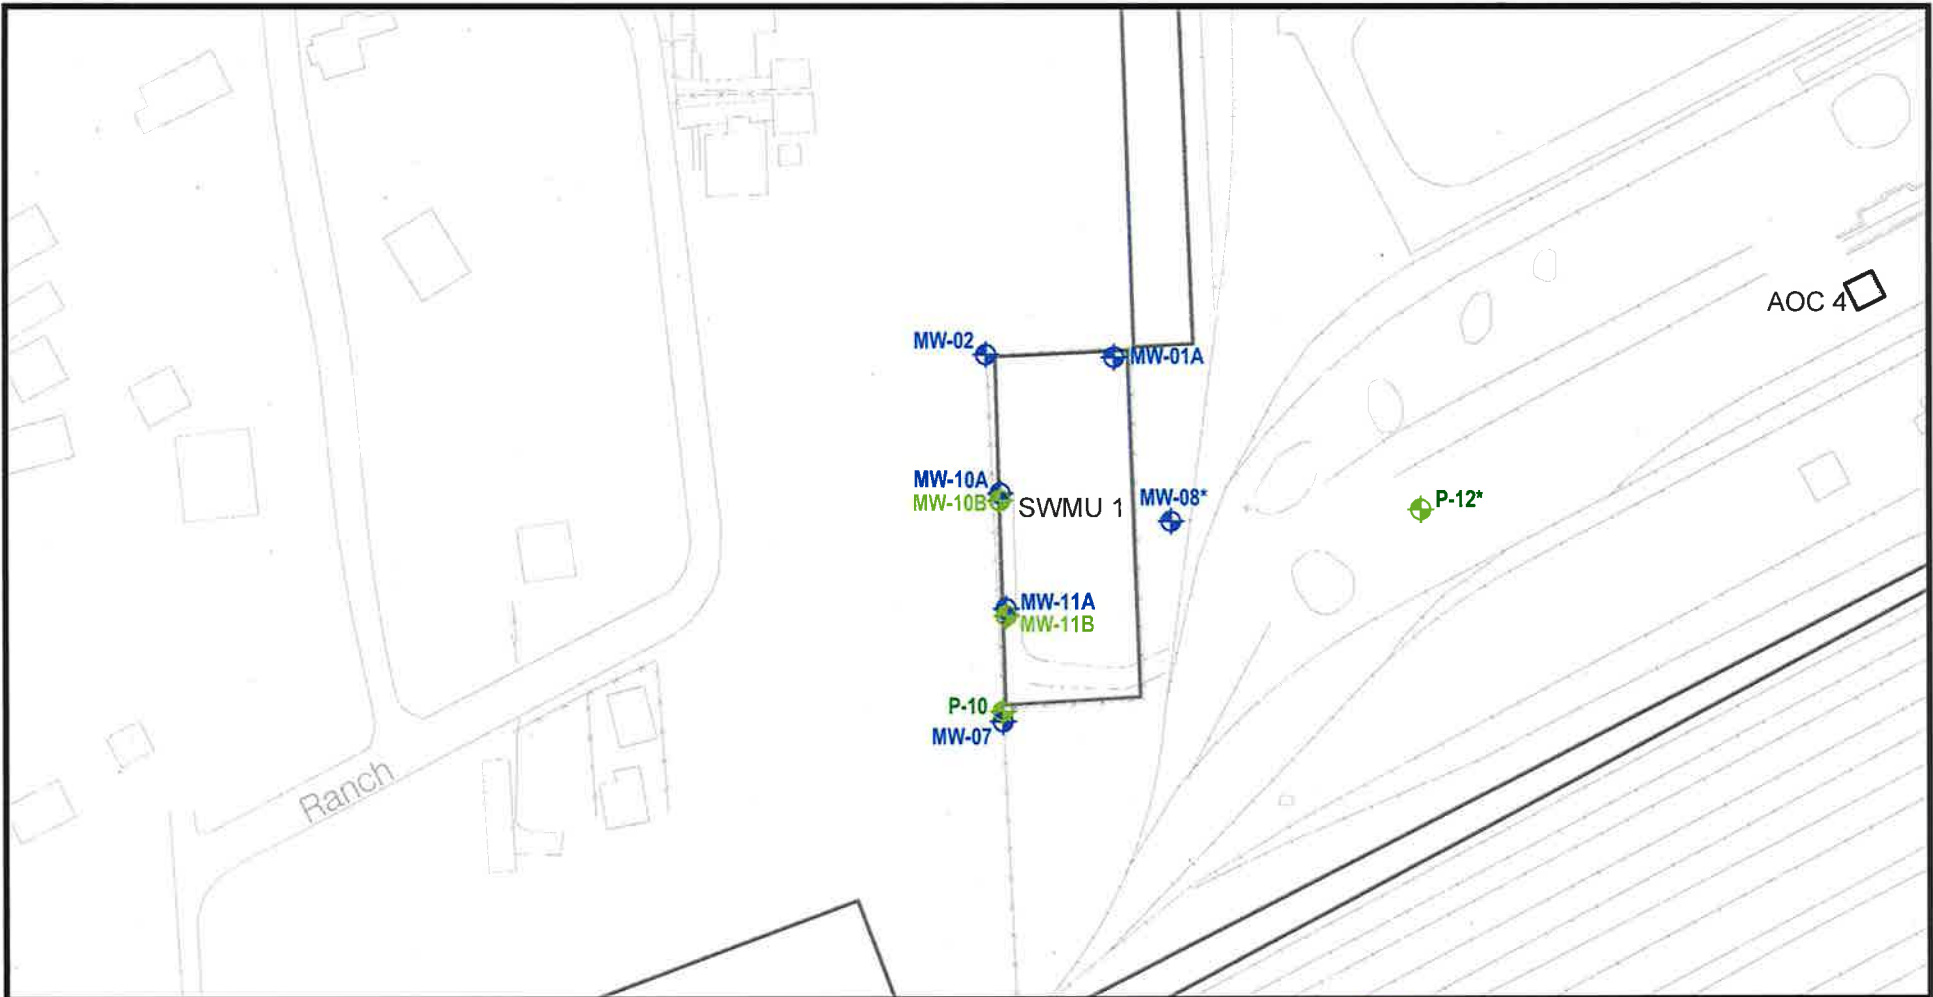 AOC 4
MW-02
MW-01A
MW-10A
MW-10B
SWMU 1
MW-08*
P-12*
MW-11A
MW-11B
P-10
MW-07
Ranch